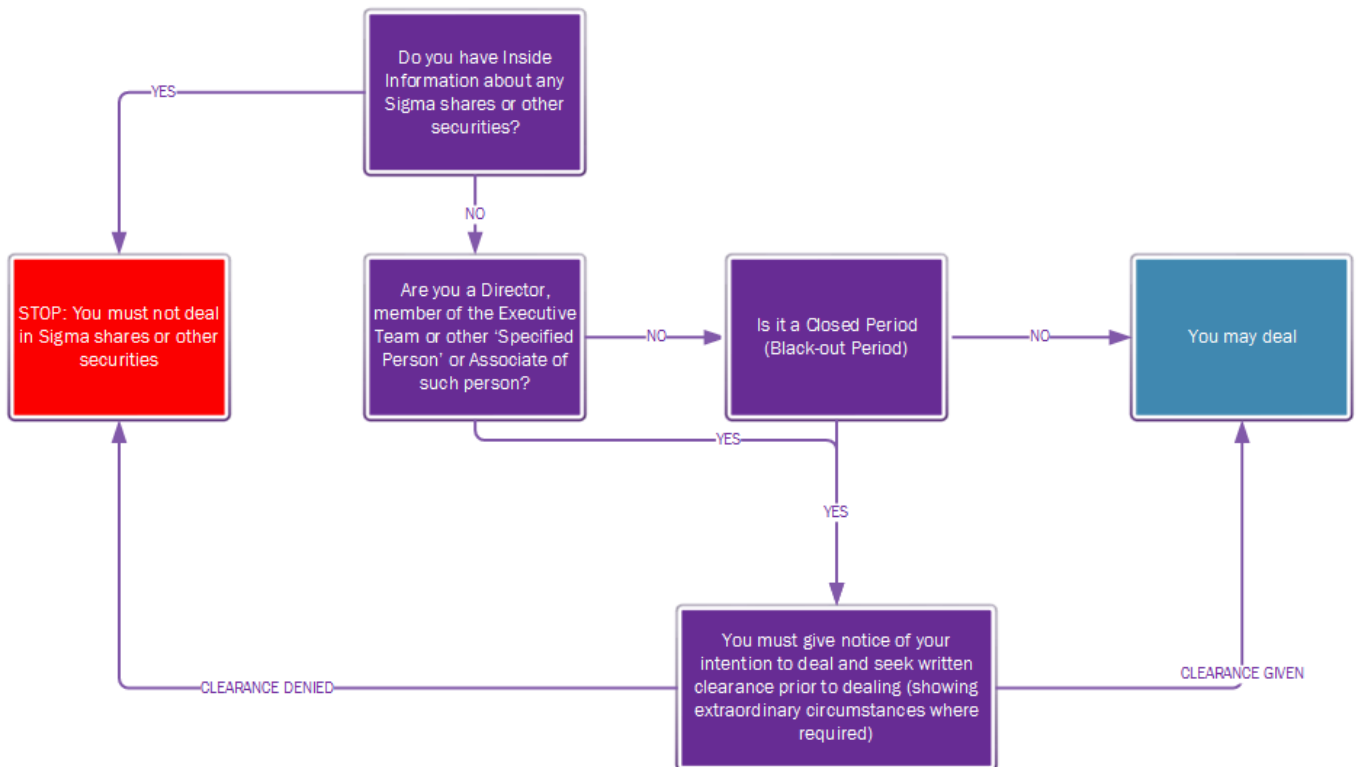 Do you have Inside
Information about any
Sigma shares or other
securities?
YES
NO
STOP: You must not deal
in Sigma shares or other
securities
Are you a Director,
member of the Executive
Team or other ‘Specified
Person’ or Associate of
such person?
NO
Is it a Closed Period
(Black-out Period)
NO
You may deal
YES
YES
You must give notice of your
intention to deal and seek written
clearance prior to dealing (showing
extraordinary circumstances where
required)
CLEARANCE DENIED
CLEARANCE GIVEN